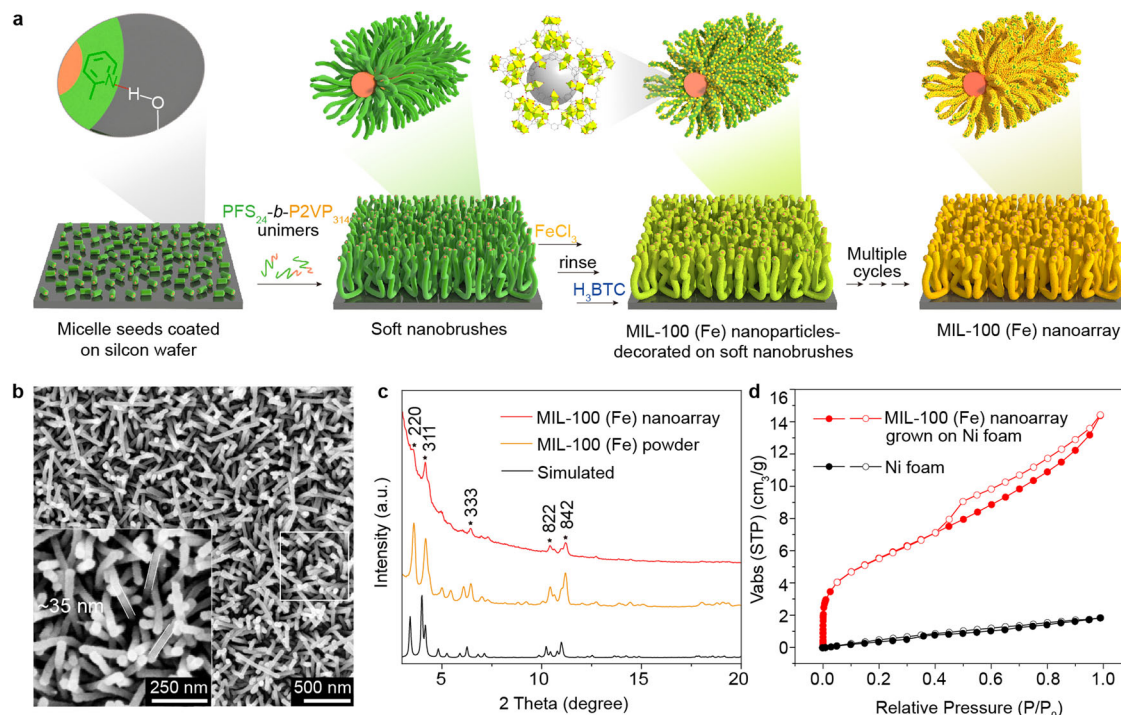 a
N
H
O
PFS24-b-P2VP314
unimers
FeCl3
rinse
H3BTC
Multiple
cycles
Micelle seeds coated
on silcon wafer
Soft nanobrushes
MIL-100 (Fe) nanoparticles-
decorated on soft nanobrushes
MIL-100 (Fe) nanoarray
b
~35 nm
250 nm
500 nm
c
220
311
333
822
842
MIL-100 (Fe) nanoarray
MIL-100 (Fe) powder
Simulated
Intensity (a.u.)
5
10
15
20
2 Theta (degree)
d
16
14
12
10
8
6
4
2
0
Vabs (STP) (cm3/g)
MIL-100 (Fe) nanoarray
grown on Ni foam
Ni foam
0.0
0.2
0.4
0.6
0.8
1.0
Relative Pressure (P/P0)